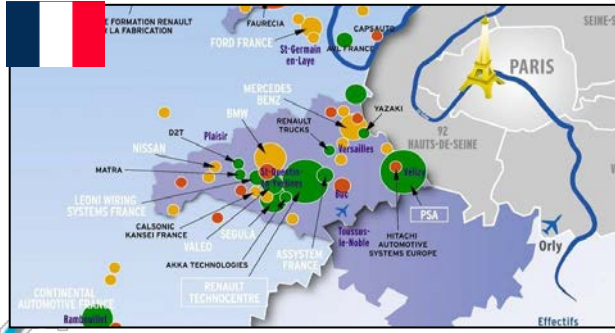 E FORMATION RENAULT
LA FABRICATION
FAURECIA
FORD FRANCE
St-Germain
en-Laye
CAPSAUTO
AVL FRANCE
SEINE-S
PARIS
MERCEDES
BENZ
YAZAKI
BMW
RENAULT
TRUCKS
Versailles
92
HAUTS-DE-SEINE
D2T
Plaisir
NISSAN
MATRA
St-Quentin
en-Yvelines
Vélizy
LEONI WIRING
SYSTEMS FRANCE
Buc
PSA
CALSONIC
KANSEI FRANCE
SEGULA
VALEO
Toussus-
le-Noble
HITACHI
AUTOMOTIVE
SYSTEMS EUROPE
Orly
AKKA TECHNOLOGIES
ASSYSTEM
FRANCE
RENAULT
TECHNOCENTRE
CONTINENTAL
AUTOMOTIVE FRANCE
Rambouillet
Effectifs